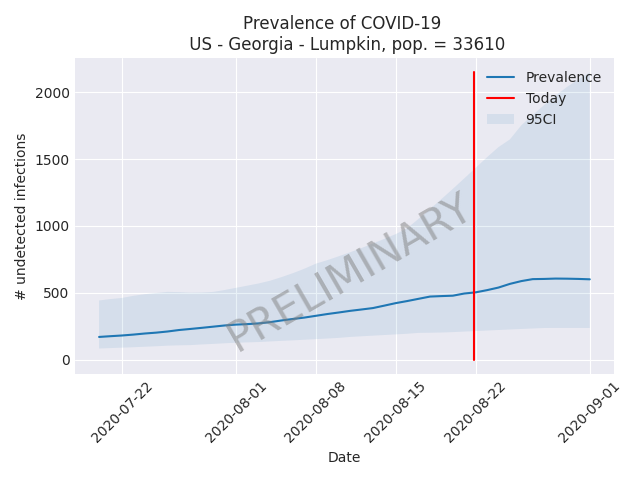 Prevalence of COVID-19
US - Georgia - Lumpkin, pop. = 33610
Prevalence
Today
95CI
# undetected infections
2000
1500
1000
500
0
PRELIMINARY
2020-07-22
2020-08-01
2020-08-08
2020-08-15
2020-08-22
2020-09-01
Date